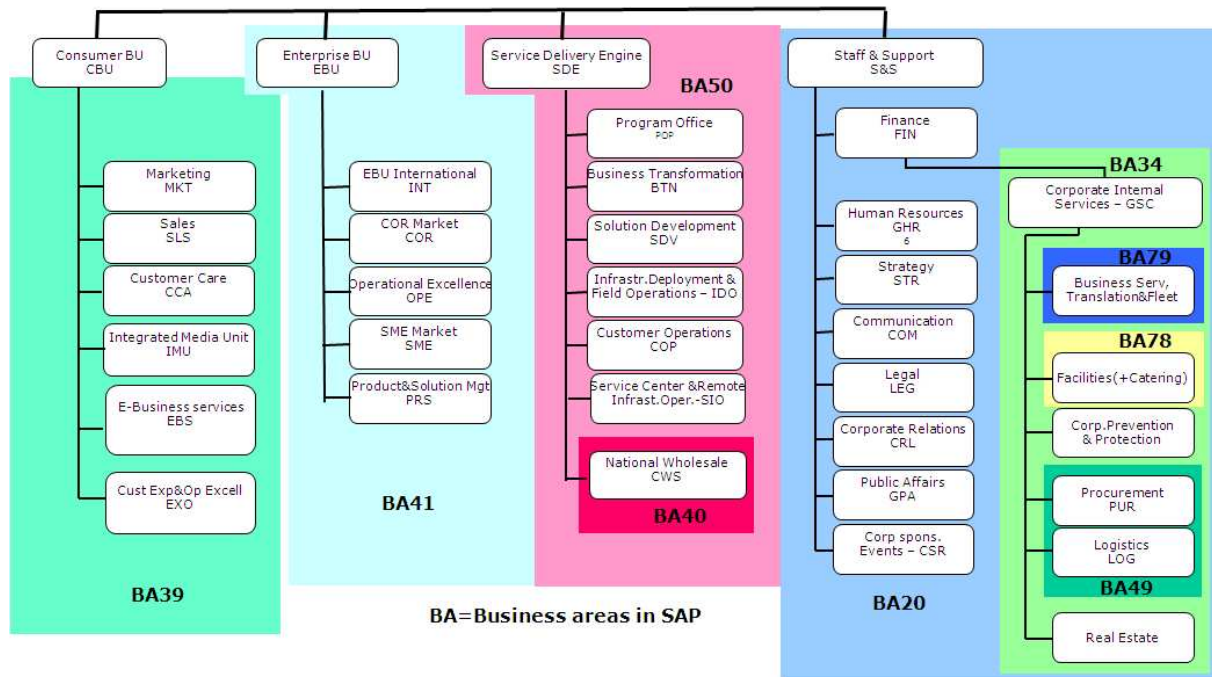 Consumer BU
CBU
Enterprise BU
EBU
Service Delivery Engine
SDE
Staff & Support
S&S
BA50
Marketing
MKT
Sales
SLS
Customer Care
CCA
Integrated Media Unit
IMU
E-Business services
EBS
Cust Exp&Op Excell
EXO
BA39
EBU International
INT
COR Market
COR
Operational Excellence
OPE
SME Market
SME
Product&Solution Mgt
PRS
BA41
Program Office
POP
Business Transformation
BTN
Solution Development
SDV
Infrastr.Deployment &
Field Operations – IDO
Customer Operations
COP
Service Center &Remote
Infrast.Oper.-SIO
National Wholesale
CWS
BA40
Finance
FIN
Human Resources
GHR
6
Strategy
STR
Communication
COM
Legal
LEG
Corporate Relations
CRL
Public Affairs
GPA
Corp spons.
Events – CSR
BA20
BA34
Corporate Internal
Services – GSC
BA79
Business Serv,
Translation&Fleet
BA78
Facilities(+Catering)
Corp.Prevention
& Protection
Procurement
PUR
Logistics
LOG
BA49
Real Estate
BA=Business areas in SAP